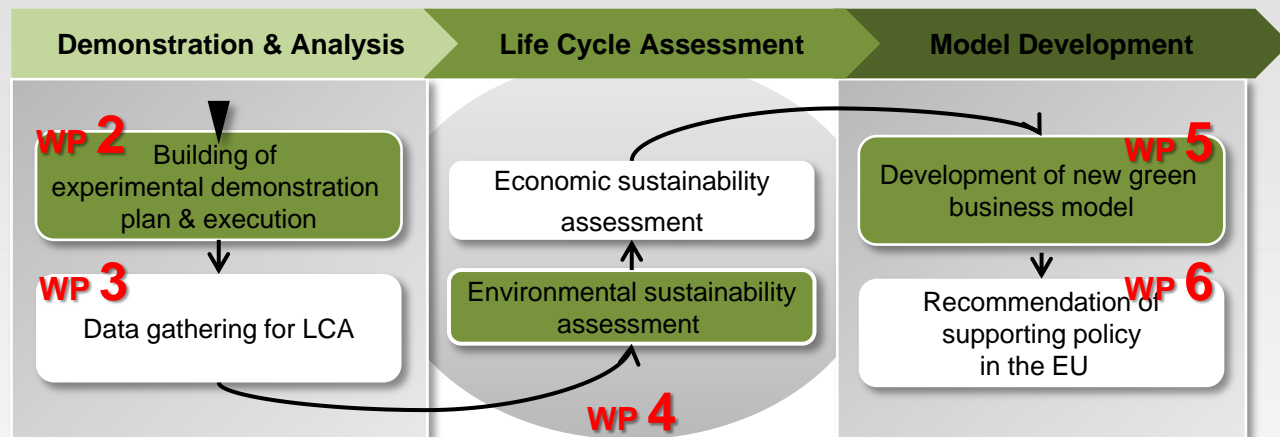 Demonstration & Analysis
Life Cycle Assessment
Model Development
WP 2
Building of
experimental demonstration
plan & execution
WP 3
Data gathering for LCA
Economic sustainability
assessment
Environmental sustainability
assessment
WP 4
WP 5
Development of new green
business model
WP 6
Recommendation of
supporting policy
in the EU